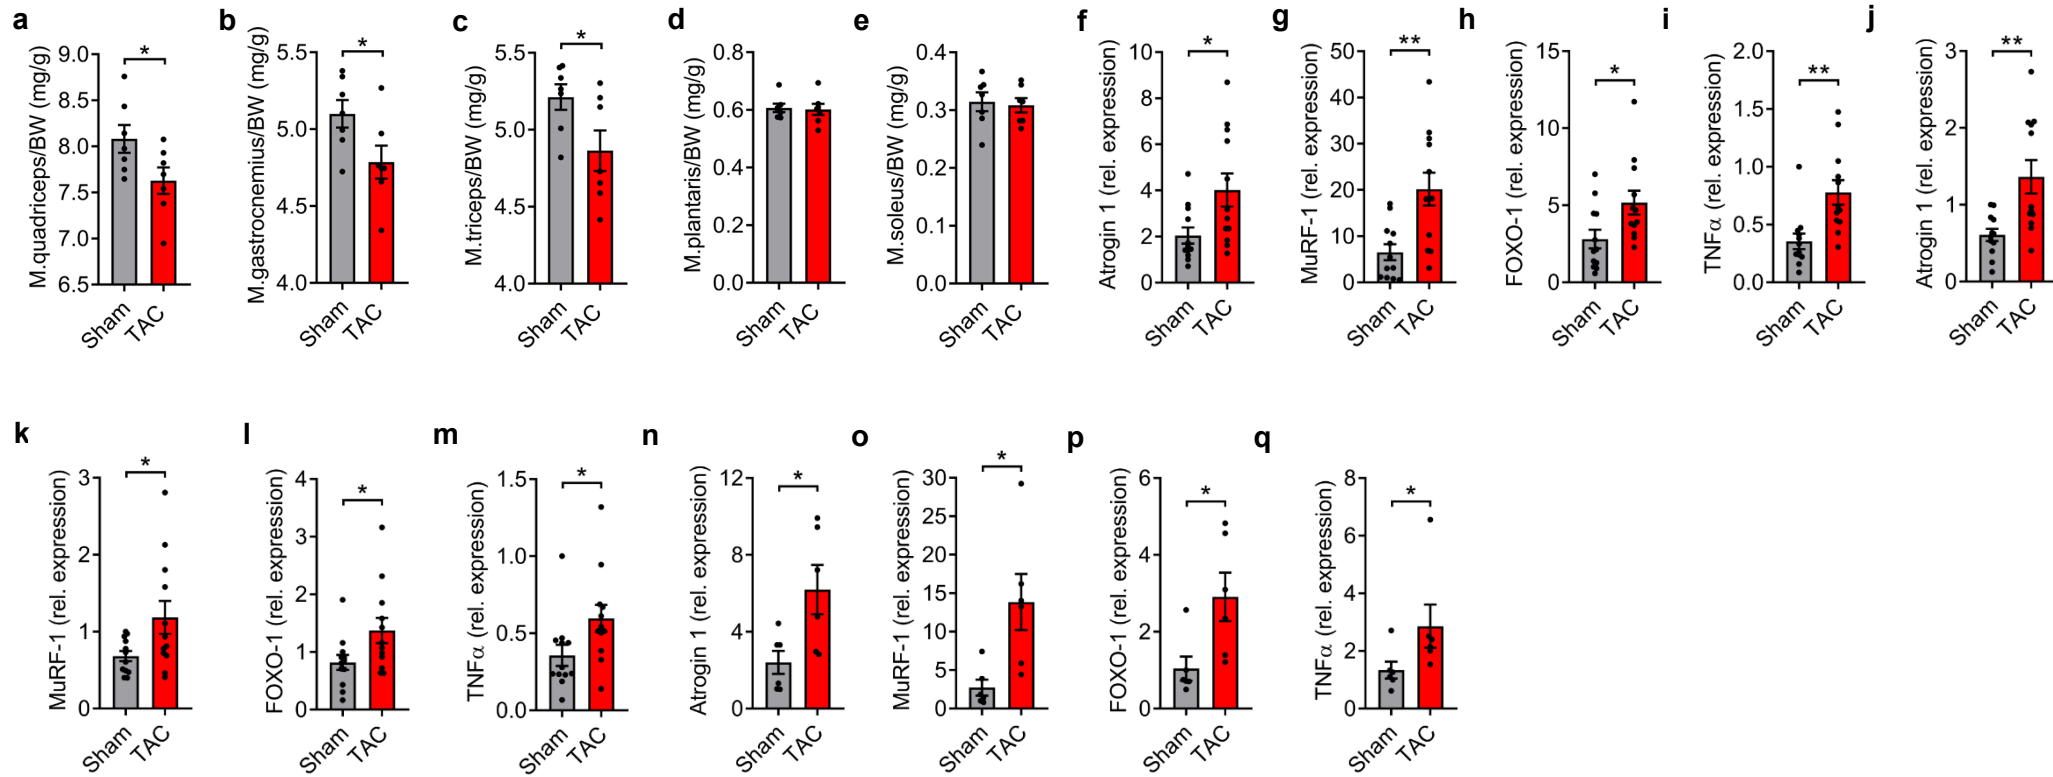 a
M.quadriceps/BW (mg/g)
9.0
8.5
8.0
7.5
7.0
6.5
*
Sham
TAC
b
M.gastrocnemius/BW (mg/g)
5.5
5.0
4.5
4.0
*
Sham
TAC
c
M.triceps/BW (mg/g)
5.5
5.0
4.5
4.0
*
Sham
TAC
d
M.plantaris/BW (mg/g)
0.8
0.6
0.4
0.2
0.0
Sham
TAC
e
M.soleus/BW (mg/g)
0.4
0.3
0.2
0.1
0.0
Sham
TAC
f
Atrogin 1 (rel. expression)
10
8
6
4
2
0
*
Sham
TAC
g
MuRF-1 (rel. expression)
50
40
30
20
10
0
**
Sham
TAC
h
FOXO-1 (rel. expression)
15
10
5
0
*
Sham
TAC
i
TNFα (rel. expression)
2.0
1.5
1.0
0.5
0.0
**
Sham
TAC
j
Atrogin 1 (rel. expression)
3
2
1
0
**
Sham
TAC
k
MuRF-1 (rel. expression)
3
2
1
0
*
Sham
TAC
l
FOXO-1 (rel. expression)
4
3
2
1
0
*
Sham
TAC
m
TNFα (rel. expression)
1.5
1.0
0.5
0.0
*
Sham
TAC
n
Atrogin 1 (rel. expression)
12
8
4
0
*
Sham
TAC
o
MuRF-1 (rel. expression)
30
25
20
15
10
5
0
*
Sham
TAC
p
FOXO-1 (rel. expression)
6
4
2
0
*
Sham
TAC
q
TNFα (rel. expression)
8
6
4
2
0
*
Sham
TAC